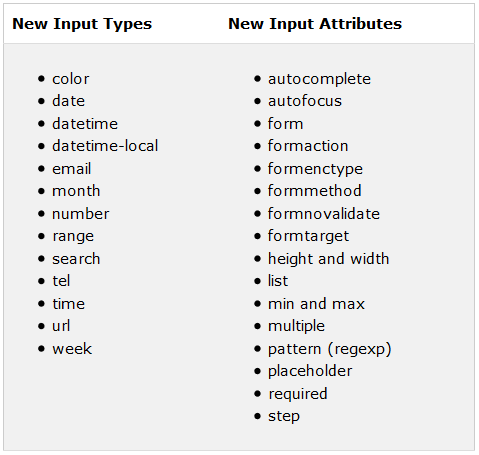 New Input Types
color
date
datetime
datetime-local
email
month
number
range
search
tel
time
url
week
New Input Attributes
autocomplete
autofocus
form
formaction
formenctype
formmethod
formnovalidate
formtarget
height and width
list
min and max
multiple
pattern (regexp)
placeholder
required
step